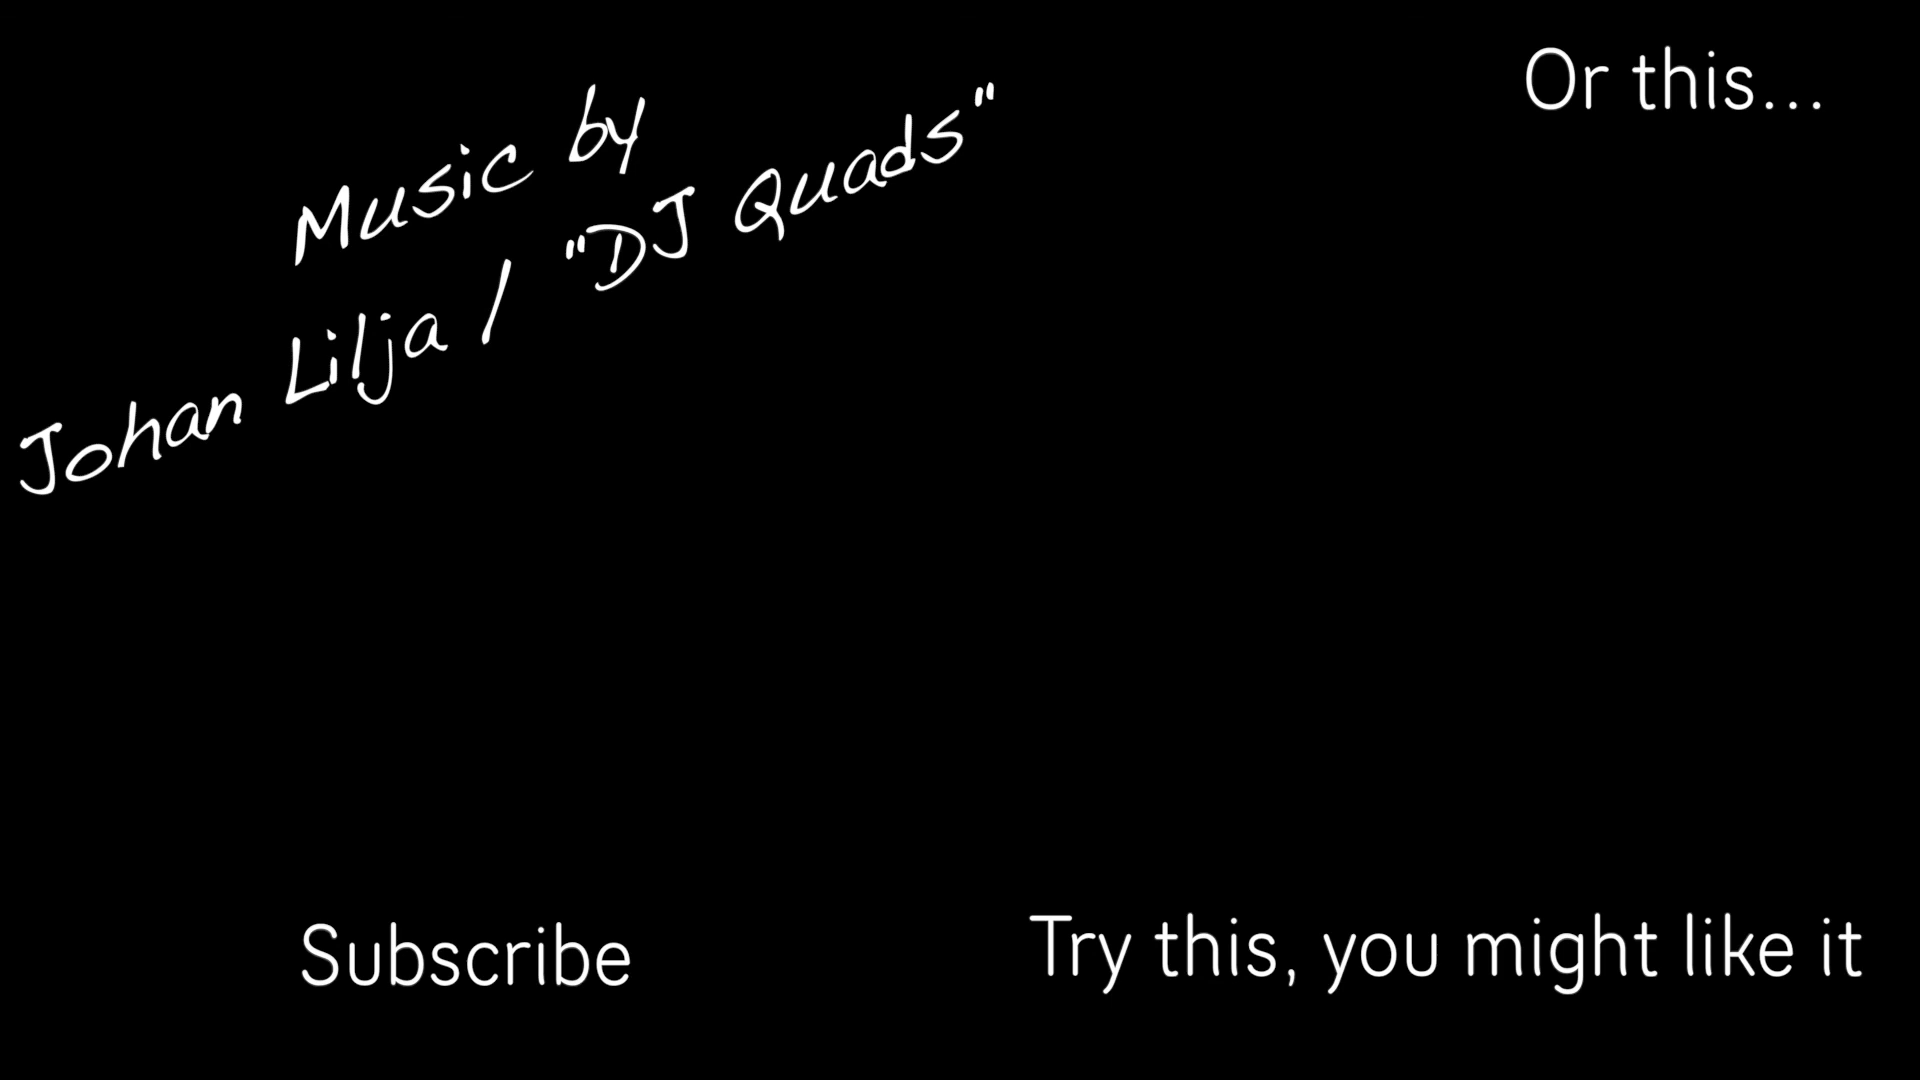 Or this...
Music by
Johan Lilja / "DJ Quads"
Subscribe
Try this, you might like it